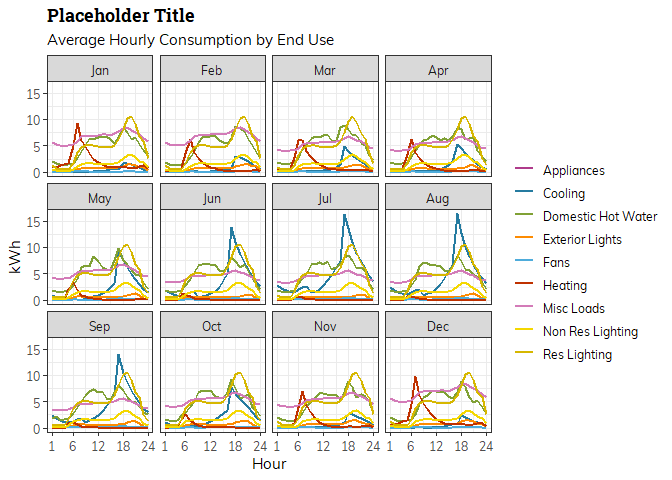 Placeholder Title
Average Hourly Consumption by End Use
Jan Feb Mar Apr
15
10
5
0
May Jun Jul Aug
15
10
5
0
Sep Oct Nov Dec
15
10
5
0
kWh
1 6 12 18 24 1 6 12 18 24 1 6 12 18 24 1 6 12 18 24
Hour
Appliances
Cooling
Domestic Hot Water
Exterior Lights
Fans
Heating
Misc Loads
Non Res Lighting
Res Lighting